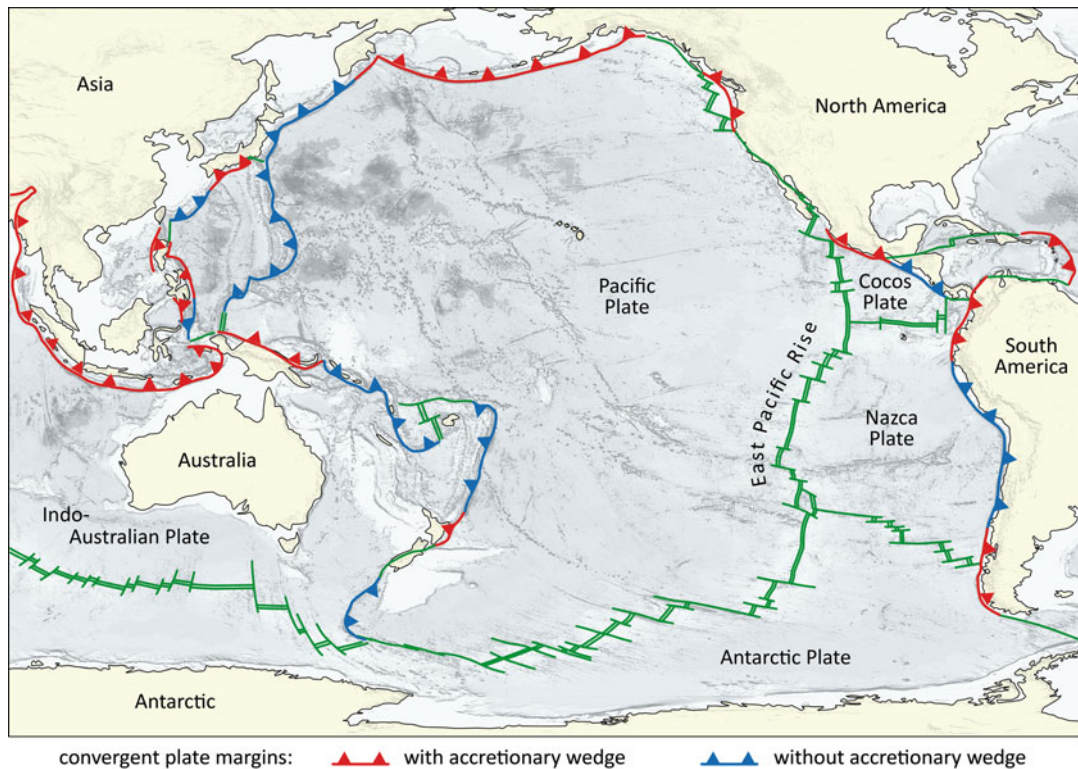 Asia
North America
Pacific
Plate
Cocos
Plate
South
America
East Pacific Rise
Nazca
Plate
Australia
Indo-
Australian Plate
Antarctic Plate
Antarctic
convergent plate margins: with accretionary wedge without accretionary wedge